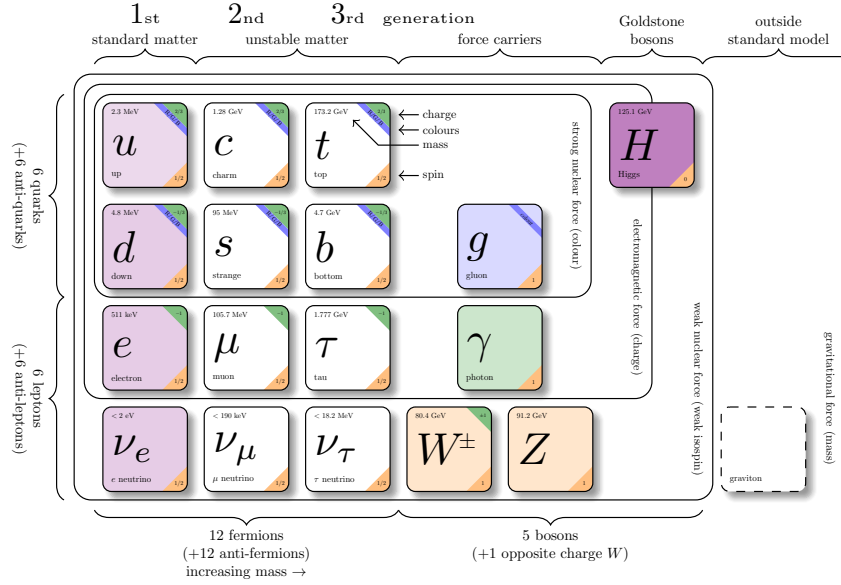 1st 2nd 3rd generation
standard matter unstable matter force carriers Goldstone bosons outside standard model
6 quarks
(+6 anti-quarks)
6 leptons
(+6 anti-leptons)
2.3 MeV 2/3 R/G/B
u
up 1/2
1.28 GeV 2/3 R/G/B
c
charm 1/2
173.2 GeV 2/3 R/G/B
t
top 1/2
charge
colours
mass
spin
strong nuclear force (colour)
125.1 GeV
H
Higgs 0
4.8 MeV −1/3 R/G/B
d
down 1/2
95 MeV −1/3 R/G/B
s
strange 1/2
4.7 GeV −1/3 R/G/B
b
bottom 1/2
g
gluon 1
electromagnetic force (charge)
511 keV −1
e
electron 1/2
105.7 MeV −1
μ
muon 1/2
1.777 GeV −1
τ
tau 1/2
γ
photon 1
weak nuclear force (weak isospin)
gravitational force (mass)
< 2 eV
νe
e neutrino 1/2
< 190 keV
νμ
μ neutrino 1/2
< 18.2 MeV
ντ
τ neutrino 1/2
80.4 GeV ±1
W±
1
91.2 GeV
Z
1
graviton
12 fermions
(+12 anti-fermions)
increasing mass →
5 bosons
(+1 opposite charge W)